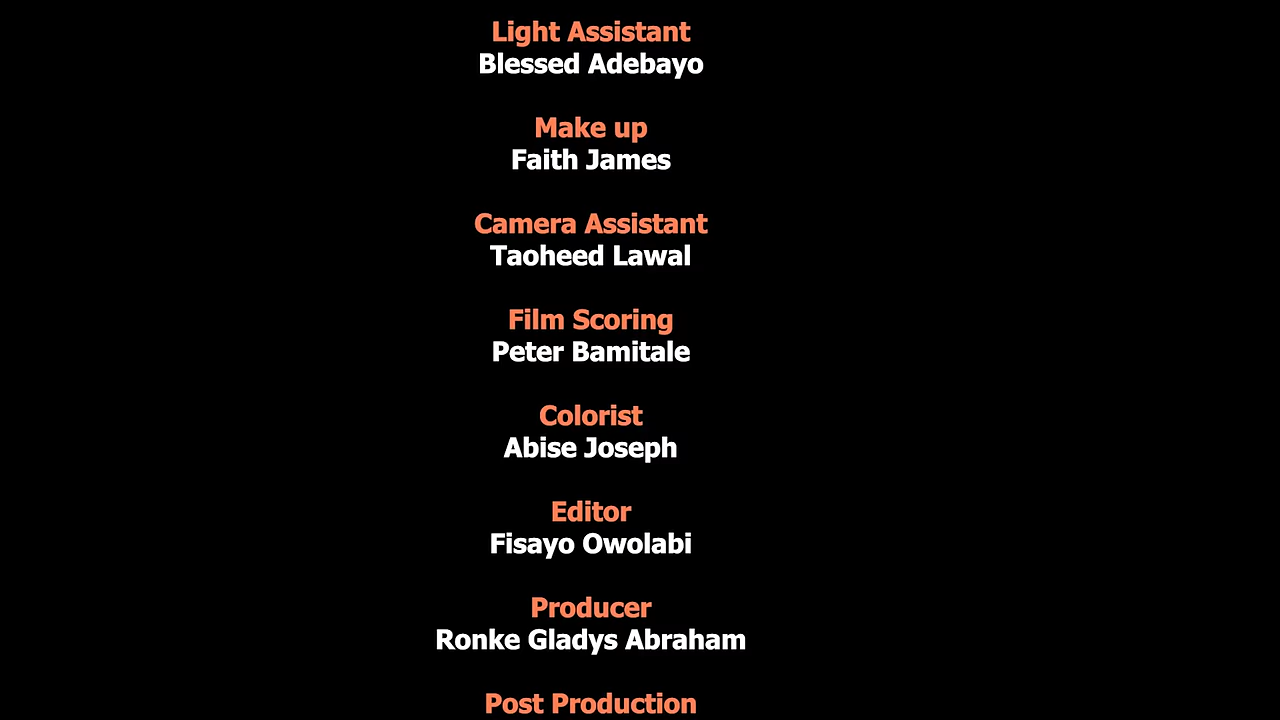 Light Assistant
Blessed Adebayo
Make up
Faith James
Camera Assistant
Taoheed Lawal
Film Scoring
Peter Bamitale
Colorist
Abise Joseph
Editor
Fisayo Owolabi
Producer
Ronke Gladys Abraham
Post Production